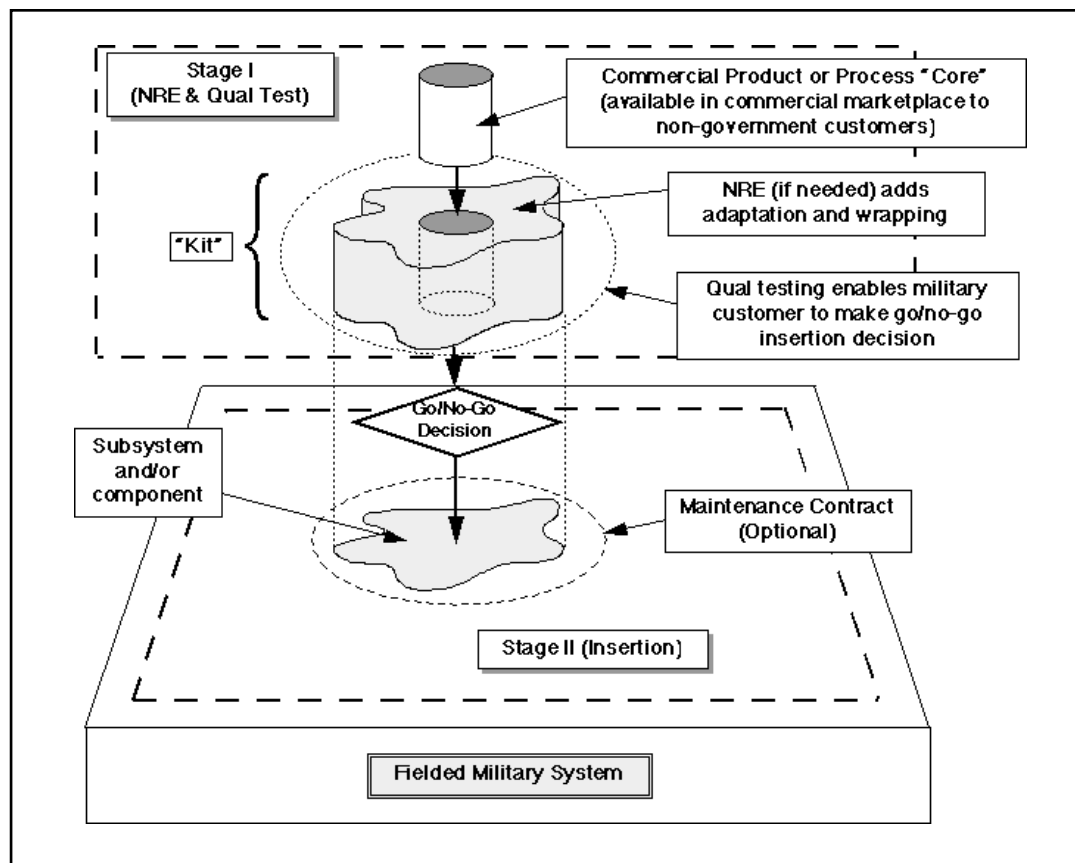 Stage I
(NRE & Qual Test)
Commercial Product or Process "Core"
(available in commercial marketplace to
non-government customers)
NRE (if needed) adds
adaptation and wrapping
"Kit"
Qual testing enables military
customer to make go/no-go
insertion decision
Go/No-Go
Decision
Subsystem
and/or
component
Maintenance Contract
(Optional)
Stage II (Insertion)
Fielded Military System